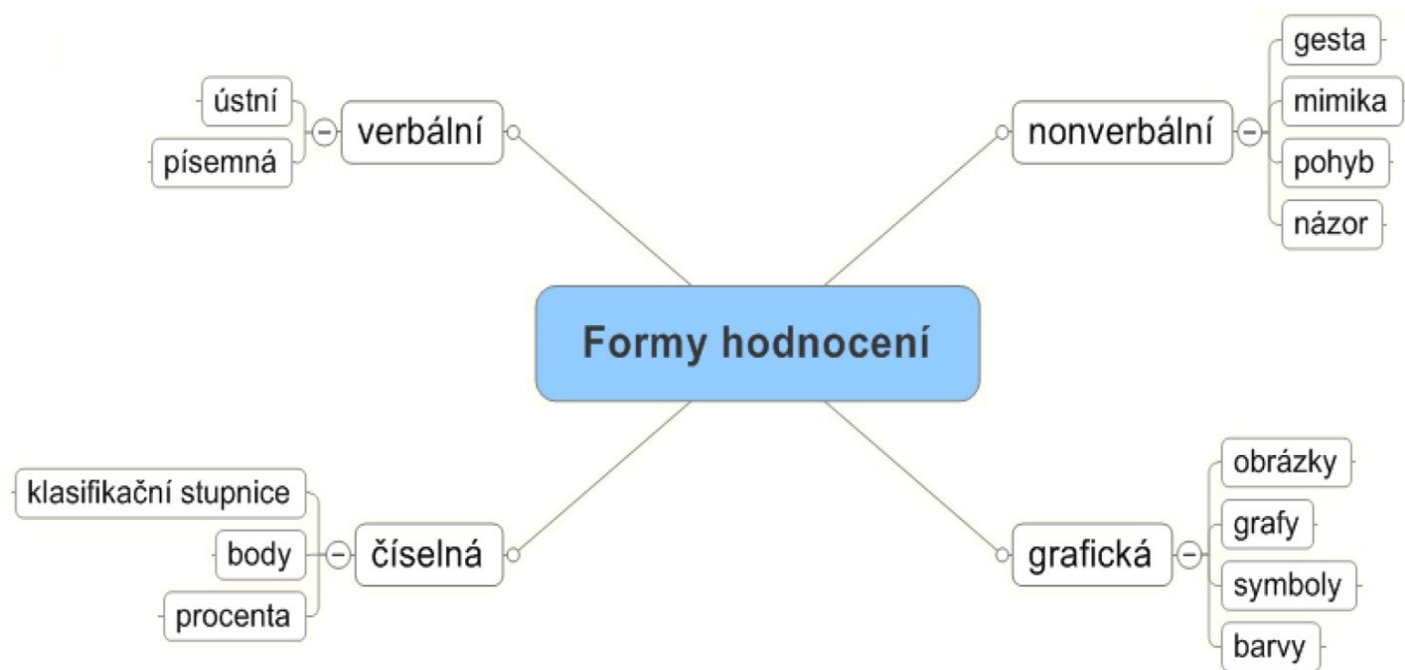 Formy hodnocení
verbální
ústní
písemná
nonverbální
gesta
mimika
pohyb
názor
číselná
klasifikační stupnice
body
procenta
grafická
obrázky
grafy
symboly
barvy